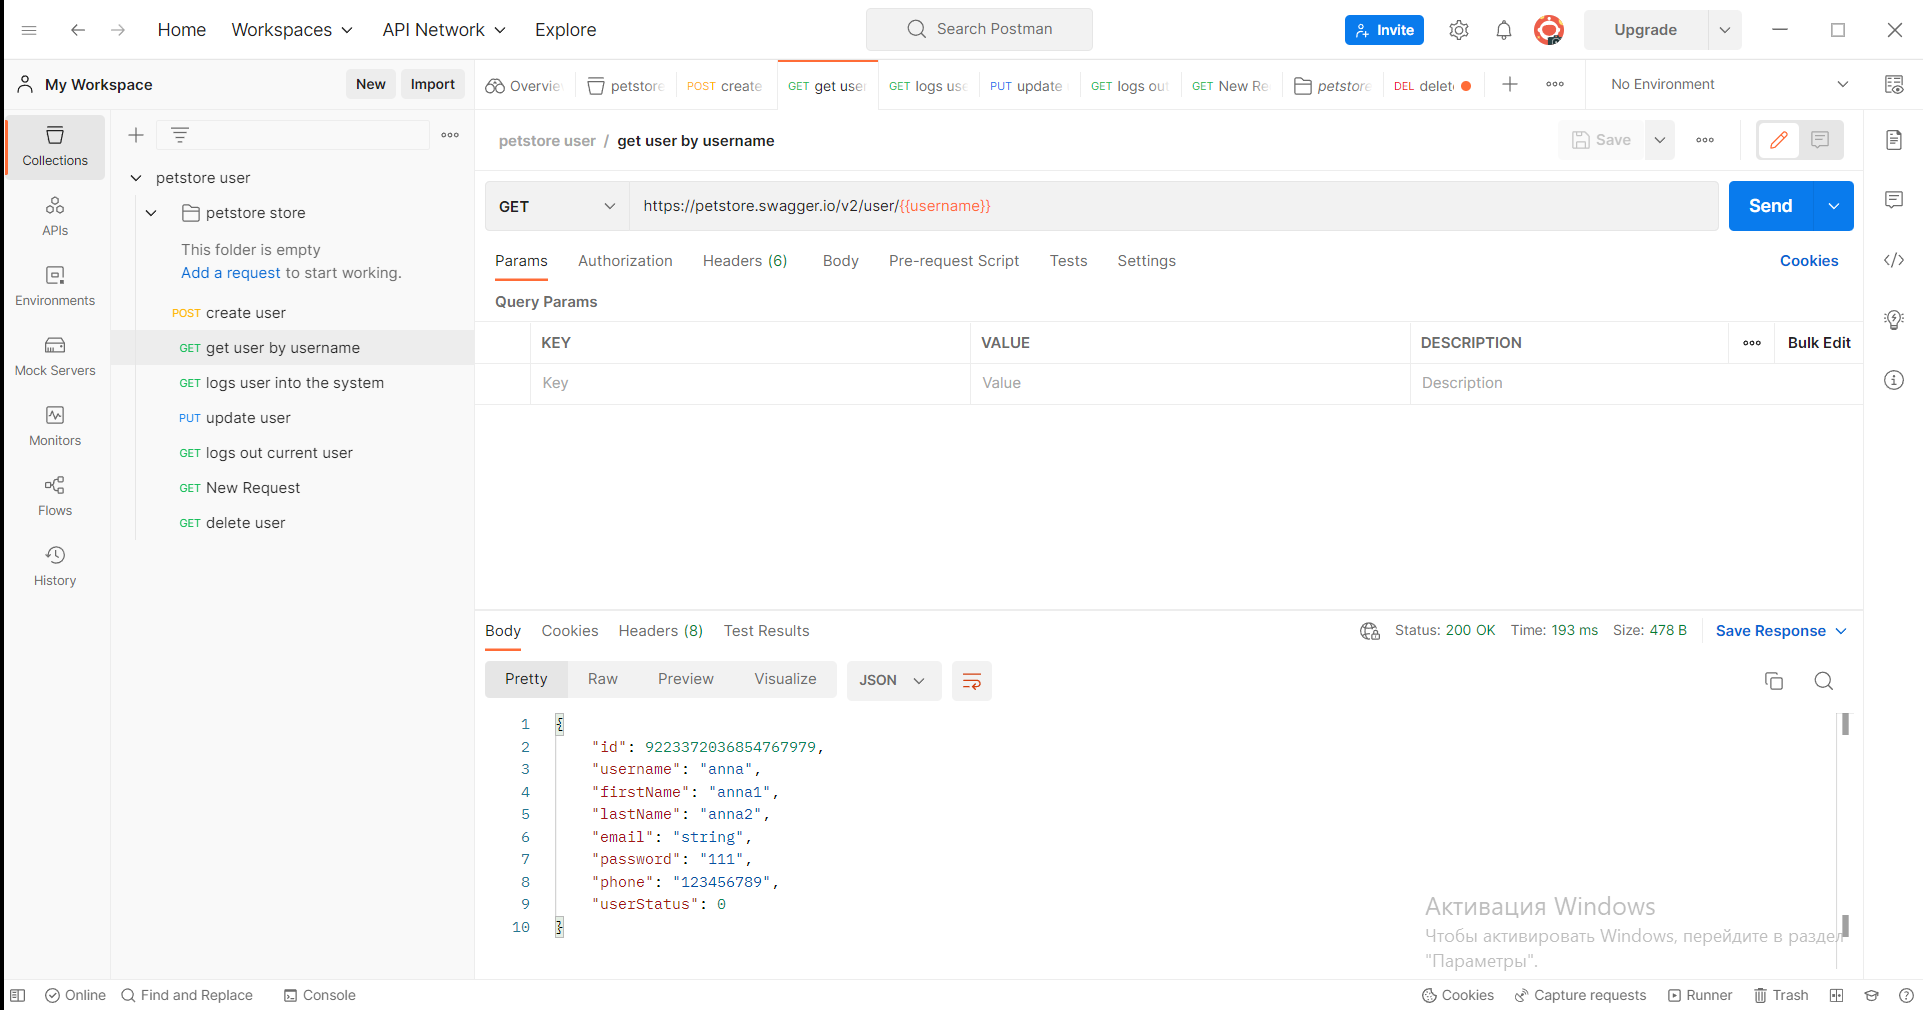 Home Workspaces API Network Explore Search Postman Invite Upgrade
My Workspace New Import
Overvie petstore POST create GET get use GET logs use PUT update GET logs out GET New Re petstore DEL delet No Environment
petstore user / get user by username Save
Collections
APIs
Environments
Mock Servers
Monitors
Flows
History
petstore user
petstore store
This folder is empty
Add a request to start working.
POST create user
GET get user by username
GET logs user into the system
PUT update user
GET logs out current user
GET New Request
GET delete user
GET https://petstore.swagger.io/v2/user/{{username}} Send
Params Authorization Headers (6) Body Pre-request Script Tests Settings Cookies
Query Params
KEY VALUE DESCRIPTION Bulk Edit
Key Value Description
Body Cookies Headers (8) Test Results Status: 200 OK Time: 193 ms Size: 478 B Save Response
Pretty Raw Preview Visualize JSON
1 {
2 "id": 9223372036854767979,
3 "username": "anna",
4 "firstName": "anna1",
5 "lastName": "anna2",
6 "email": "string",
7 "password": "111",
8 "phone": "123456789",
9 "userStatus": 0
10 }
Активация Windows
Чтобы активировать Windows, перейдите в раздел
"Параметры".
Online Find and Replace Console Cookies Capture requests Runner Trash